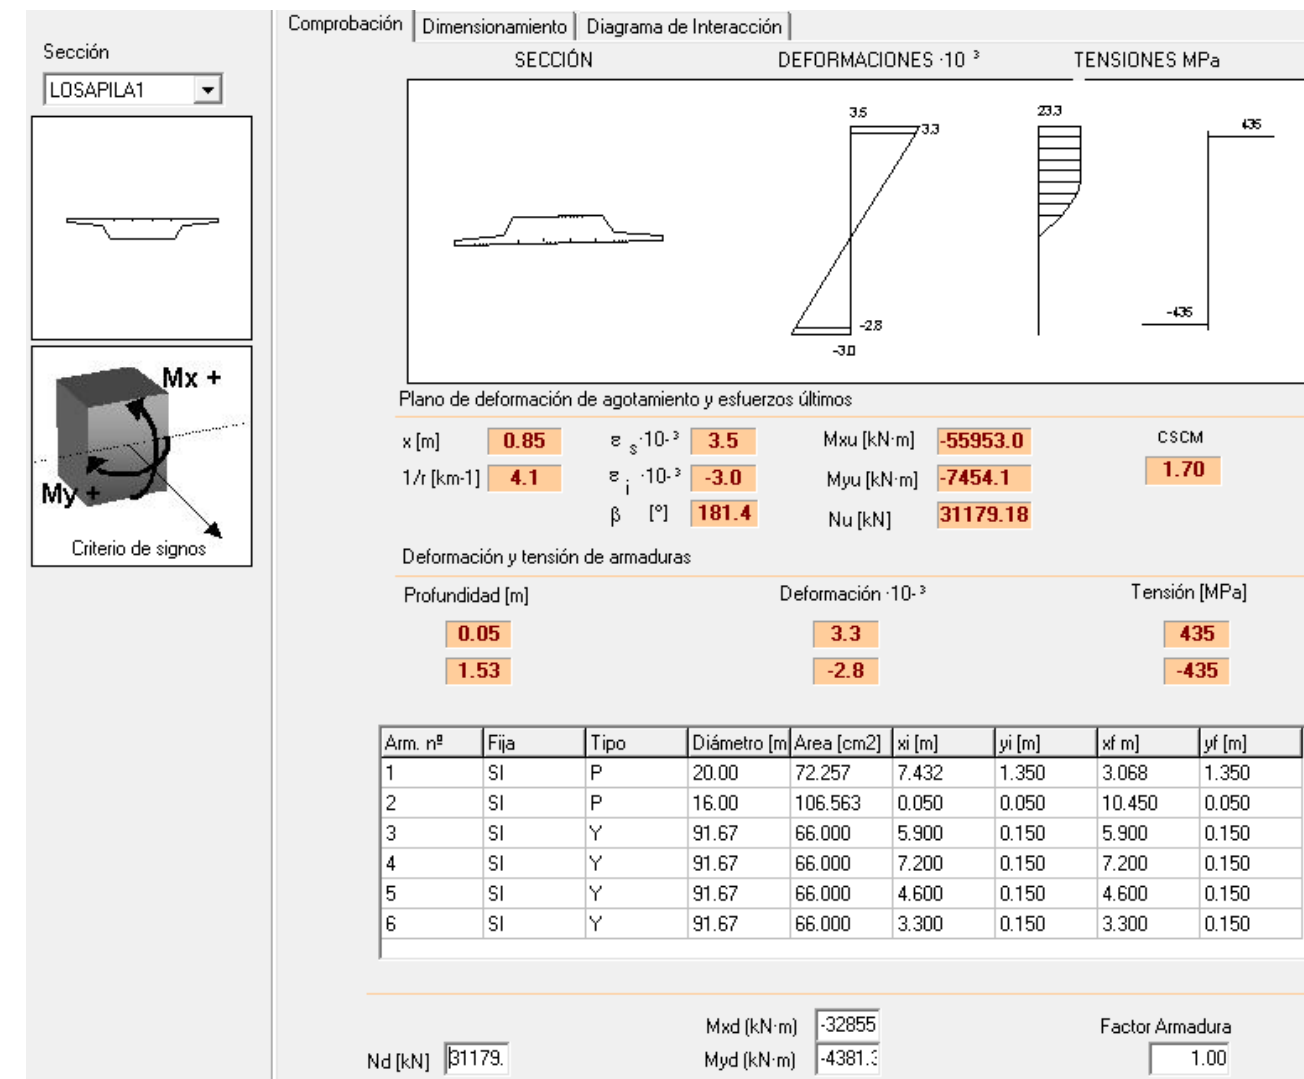 Comprobación Dimensionamiento Diagrama de Interacción
Sección
LOSAPILA1
SECCIÓN DEFORMACIONES ·10 ³ TENSIONES MPa
3.5
3.3
-2.8
-3.0
23.3
435
-435
Mx +
My +
Criterio de signos
Plano de deformación de agotamiento y esfuerzos últimos
x [m] 0.85 ε s ·10- ³ 3.5 Mxu [kN·m] -55953.0 CSCM
1/r [km-1] 4.1 ε i ·10- ³ -3.0 Myu [kN·m] -7454.1 1.70
β [º] 181.4 Nu [kN] 31179.18
Deformación y tensión de armaduras
Profundidad [m] Deformación ·10- ³ Tensión [MPa]
0.05 3.3 435
1.53 -2.8 -435
Arm. nº Fija Tipo Diámetro [m Area [cm2] xi [m] yi [m] xf m] yf [m]
1 SI P 20.00 72.257 7.432 1.350 3.068 1.350
2 SI P 16.00 106.563 0.050 0.050 10.450 0.050
3 SI Y 91.67 66.000 5.900 0.150 5.900 0.150
4 SI Y 91.67 66.000 7.200 0.150 7.200 0.150
5 SI Y 91.67 66.000 4.600 0.150 4.600 0.150
6 SI Y 91.67 66.000 3.300 0.150 3.300 0.150
Mxd (kN·m) -32855 Factor Armadura
Nd [kN] 31179. Myd (kN·m) -4381.3 1.00